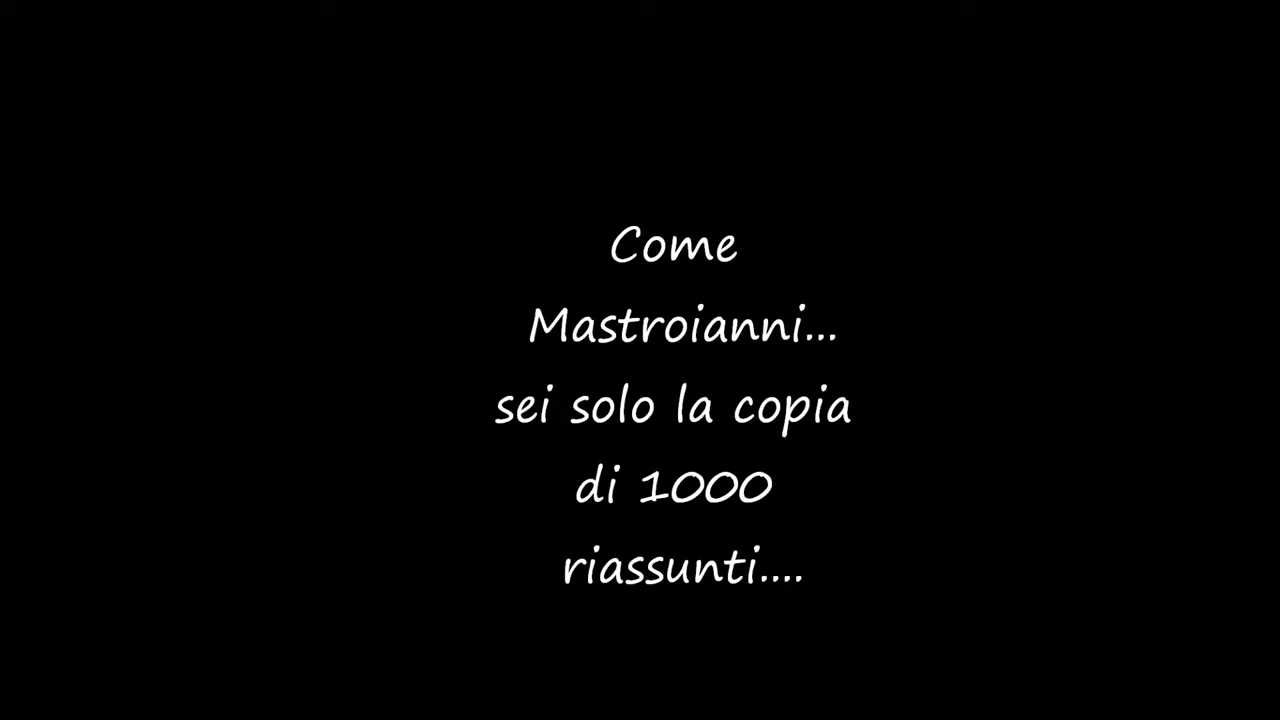 Come
Mastroianni...
sei solo la copia
di 1000
riassunti....